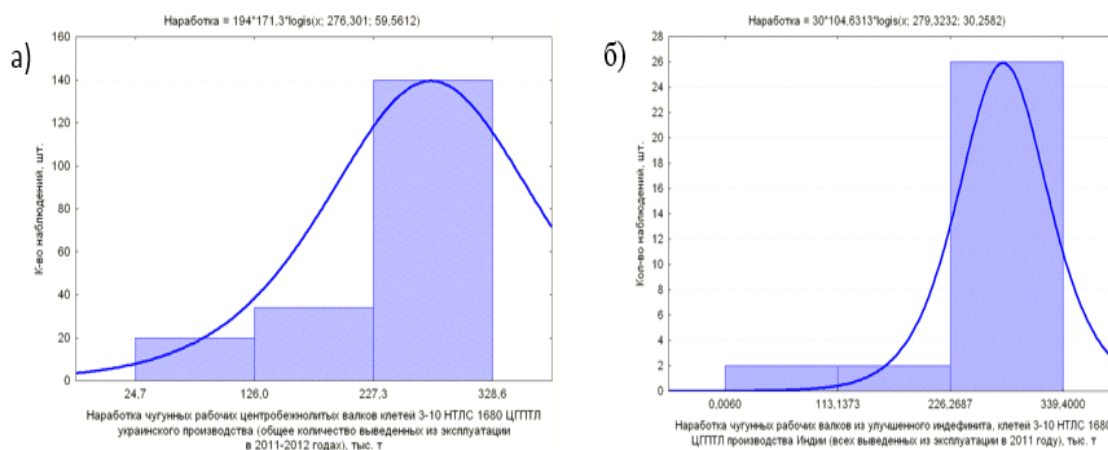 Наработка = 194*171,3*logis(x; 276,301; 59,5612)
а)
К-во наблюдений, шт.
160
140
120
100
80
60
40
20
0
24,7 126,0 227,3 328,6
Наработка чугунных рабочих центробежнолитых валков клетей 3-10 НТЛС 1680 ЦГПТЛ
украинского производства (общее количество выведенных из эксплуатации
в 2011-2012 годах), тыс. т
Наработка = 30*104,6313*logis(x; 279,3232; 30,2582)
б)
Кол-во наблюдений, шт.
28
26
24
22
20
18
16
14
12
10
8
6
4
2
0
0,0060 113,1373 226,2687 339,4000
Наработка чугунных рабочих валков из улучшенного индефинита, клетей 3-10 НТЛС 1680
ЦГПТЛ производства Индии (всех выведенных из эксплуатации в 2011 году), тыс. т